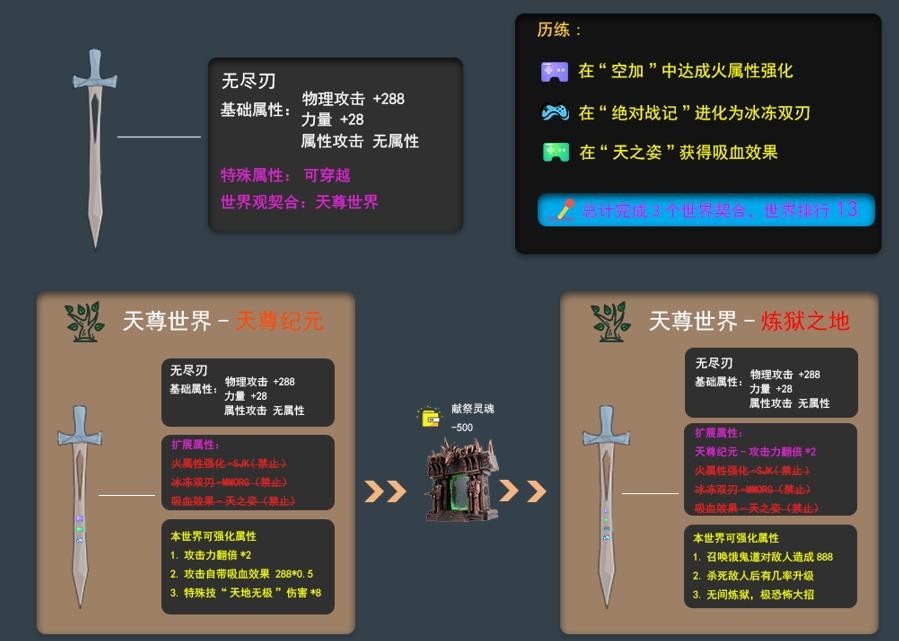 无尽刃
基础属性： 物理攻击 +288
力量 +28
属性攻击 无属性
特殊属性： 可穿越
世界观契合：天尊世界
历练：
在“空加”中达成火属性强化
在“绝对战记”进化为冰冻双刃
在“天之姿”获得吸血效果
总计完成3个世界契合，世界排行 13
天尊世界 - 天尊纪元
无尽刃
基础属性： 物理攻击 +288
力量 +28
属性攻击 无属性
扩展属性：
火属性强化 -SJK(禁止)
冰冻双刃 -MMORG (禁止)
吸血效果 - 天之姿 (禁止)
本世界可强化属性
1. 攻击力翻倍 *2
2. 攻击自带吸血效果 288*0.5
3. 特殊技“天地无极”伤害 *8
献祭灵魂
-500
天尊世界 - 炼狱之地
无尽刃
基础属性： 物理攻击 +288
力量 +28
属性攻击 无属性
扩展属性：
天尊纪元 - 攻击力翻倍 *2
火属性强化 -SJK(禁止)
冰冻双刃 -MMORG (禁止)
吸血效果 - 天之姿 (禁止)
本世界可强化属性
1. 召唤饿鬼道对敌人造成 888
2. 杀死敌人后有几率升级
3. 无间炼狱，极恐怖大招